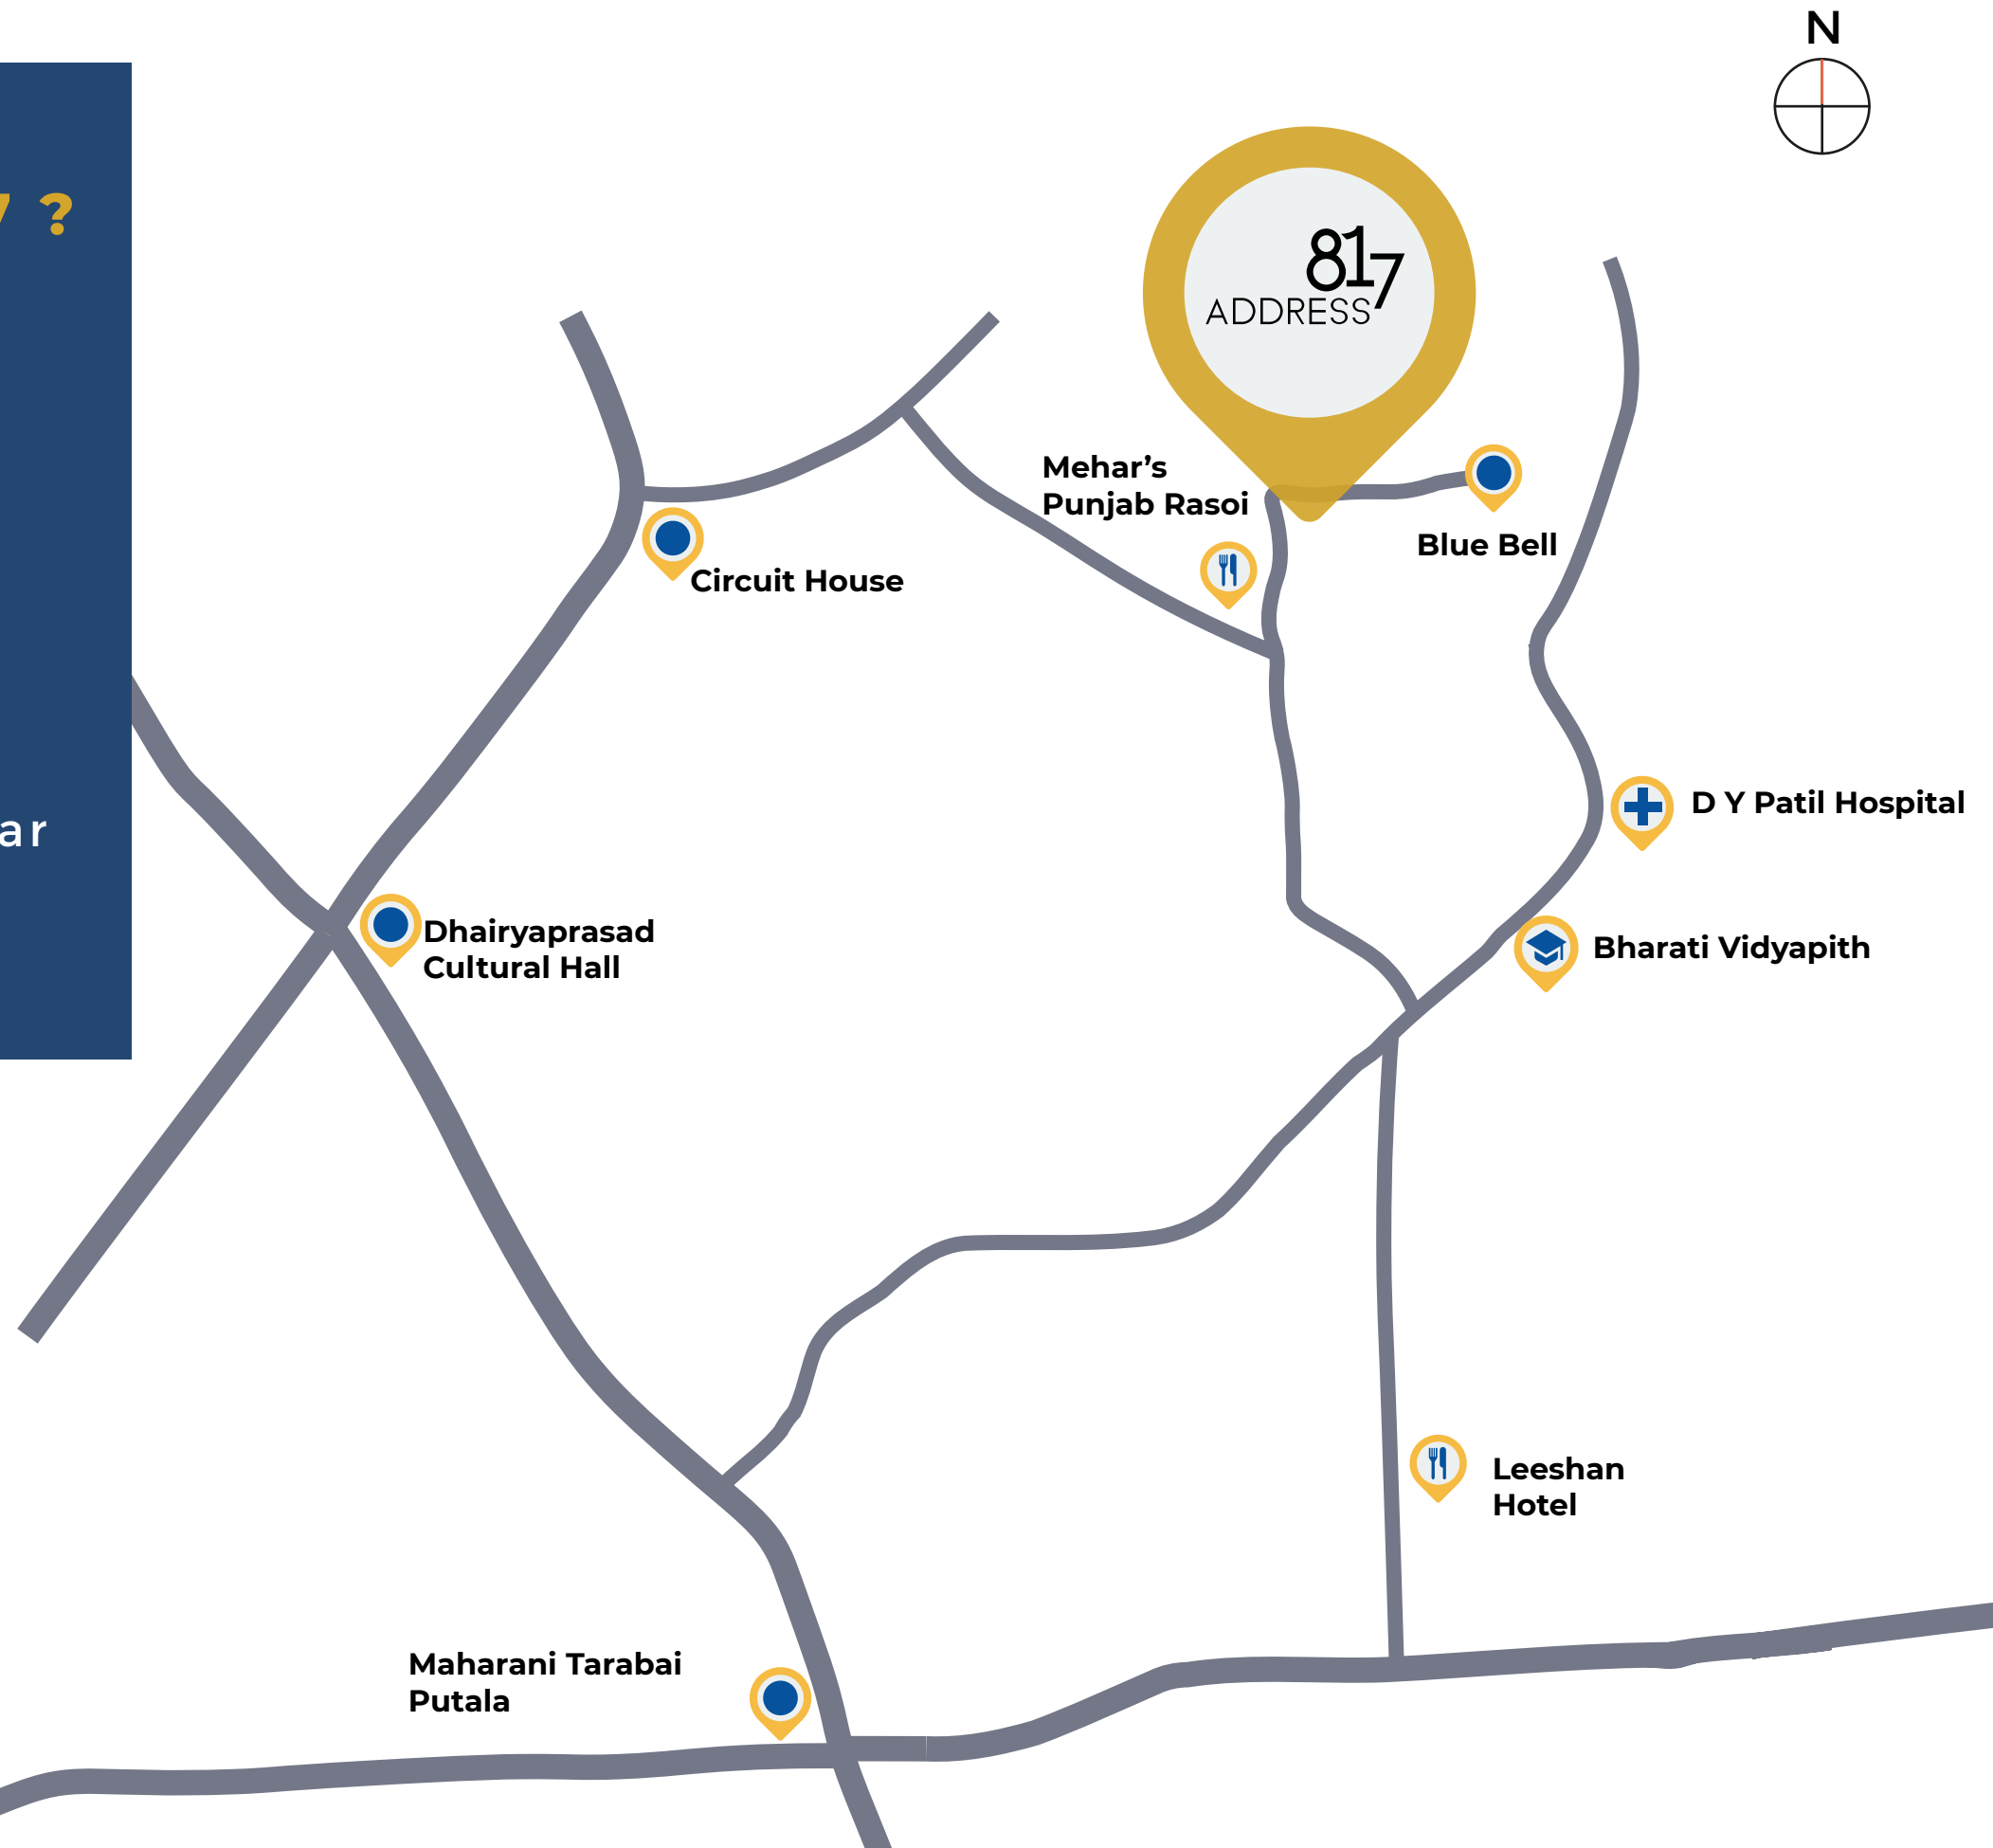 N
7 ?
817
ADDRESS
Mehar’s
Punjab Rasoi
Blue Bell
Circuit House
D Y Patil Hospital
ar
Dhairyaprasad
Cultural Hall
Bharati Vidyapith
Leeshan
Hotel
Maharani Tarabai
Putala